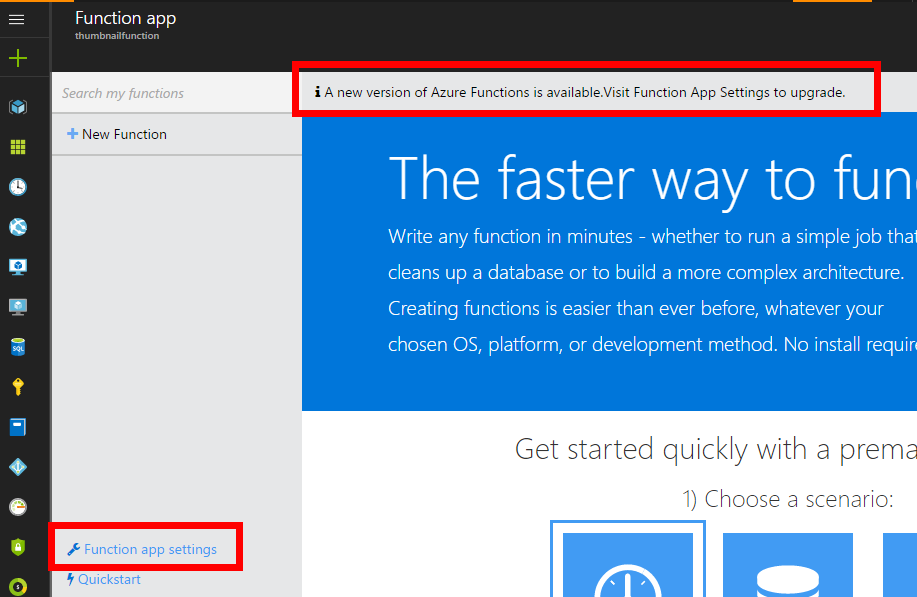 Function app
thumbnailfunction
Search my functions
A new version of Azure Functions is available.Visit Function App Settings to upgrade.
New Function
The faster way to fun
Write any function in minutes - whether to run a simple job that
cleans up a database or to build a more complex architecture.
Creating functions is easier than ever before, whatever your
chosen OS, platform, or development method. No install require
Get started quickly with a prema
1) Choose a scenario:
Function app settings
Quickstart
SQL